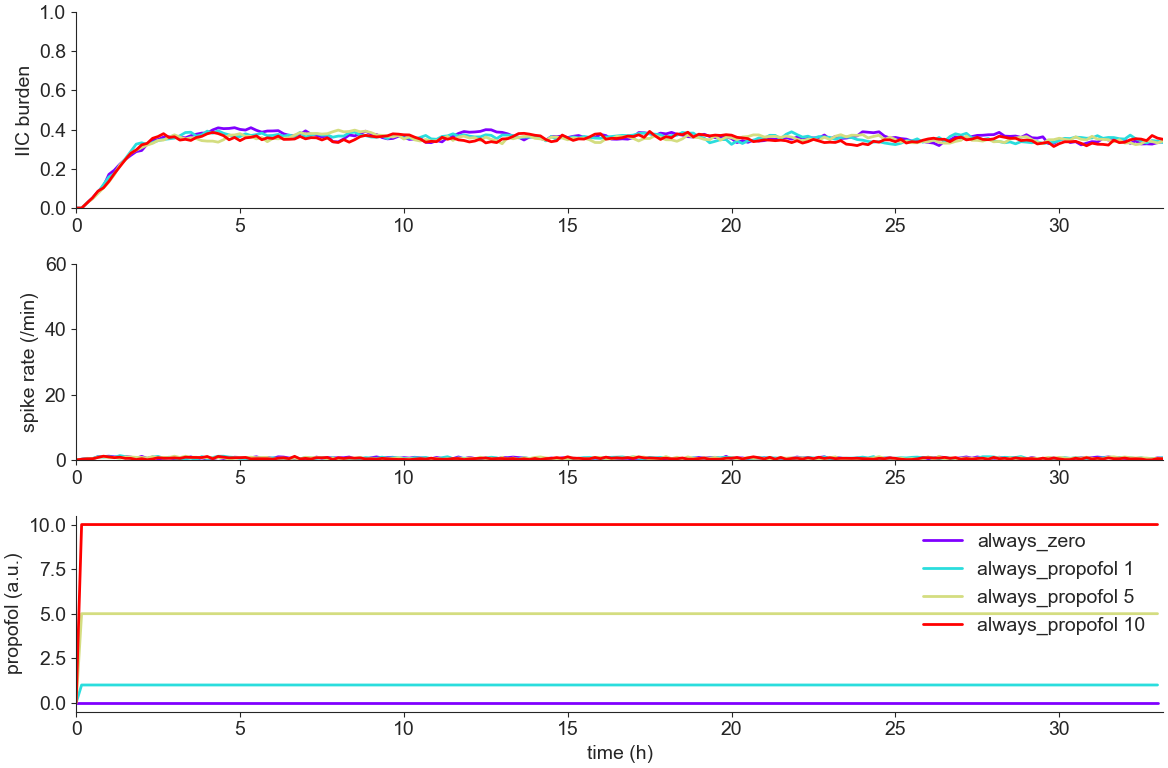 1.0
0.8
0.6
0.4
0.2
0.0
IIC burden
0 5 10 15 20 25 30
60
40
20
0
spike rate (/min)
0 5 10 15 20 25 30
10.0
7.5
5.0
2.5
0.0
propofol (a.u.)
always_zero
always_propofol 1
always_propofol 5
always_propofol 10
0 5 10 15 20 25 30
time (h)